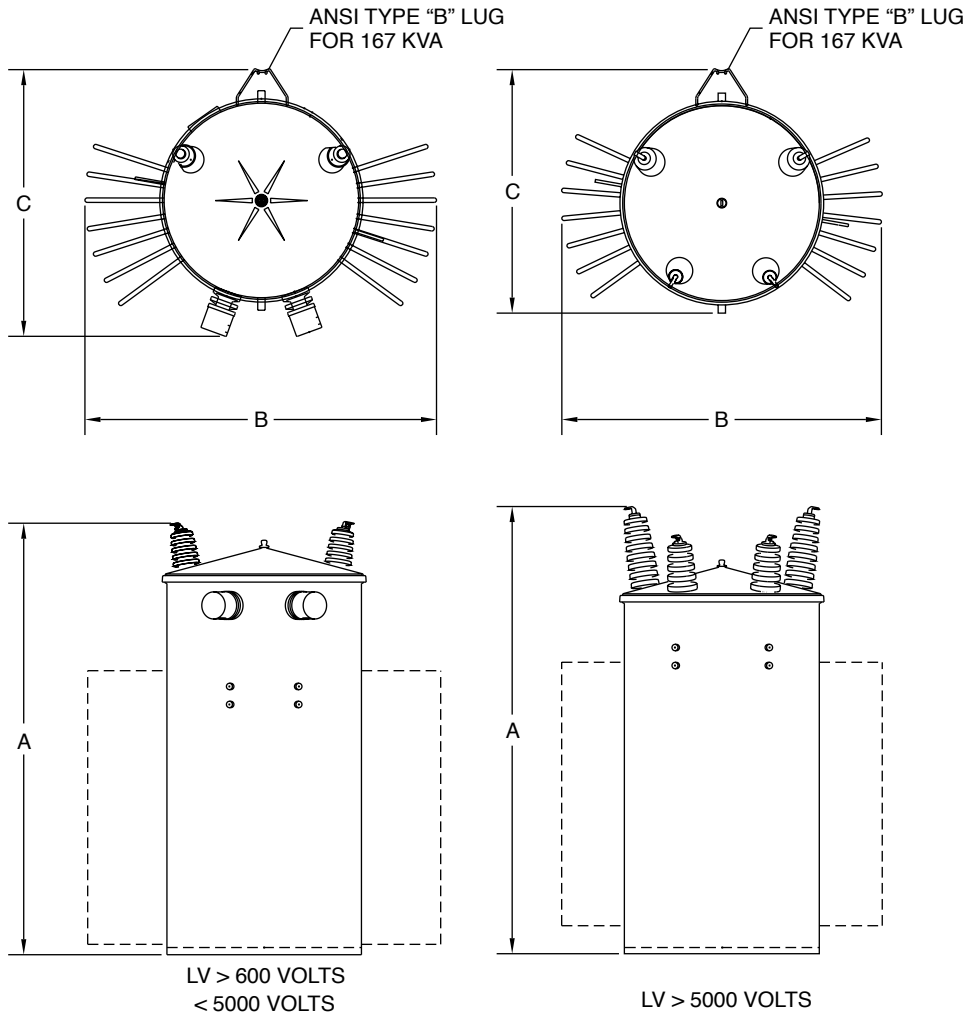 ANSI TYPE “B” LUG
FOR 167 KVA
ANSI TYPE “B” LUG
FOR 167 KVA
C
C
B
B
A
A
LV > 600 VOLTS
< 5000 VOLTS
LV > 5000 VOLTS